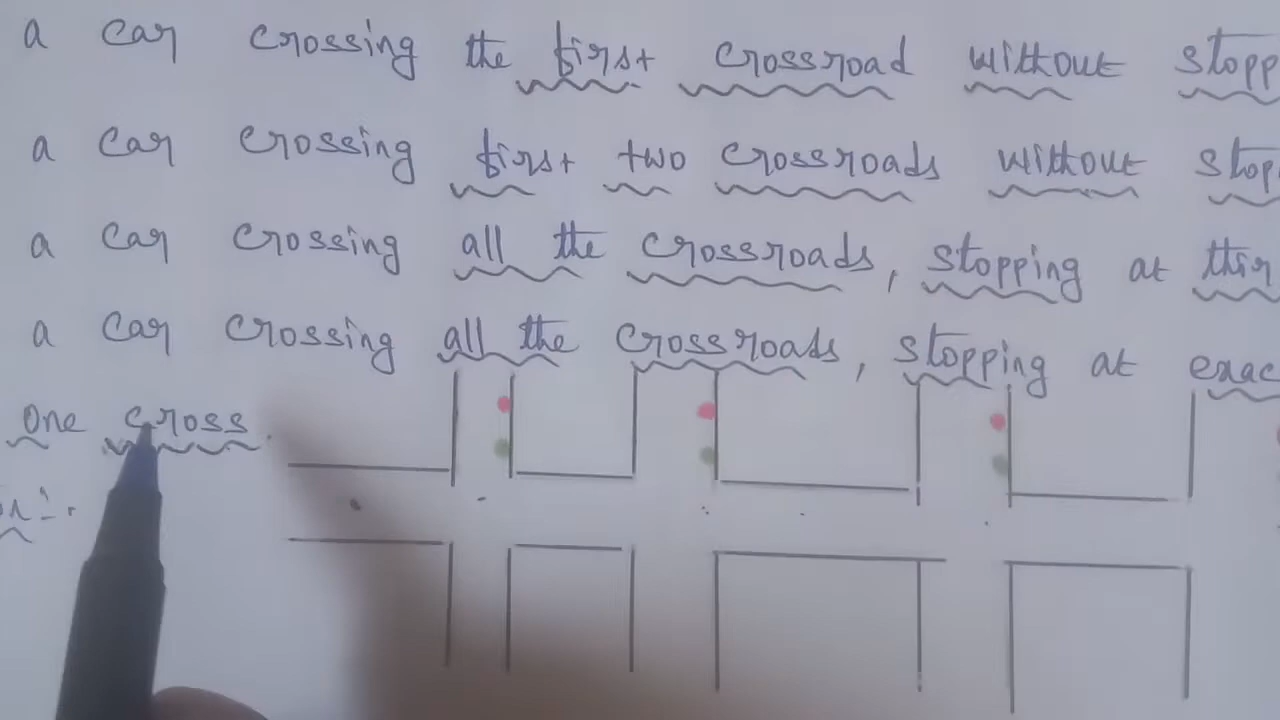 a car crossing the first crossroad without stopp
a car crossing first two crossroads without stop
a car crossing all the crossroads, stopping at thir
a car crossing all the crossroads, stopping at exac
one cross.